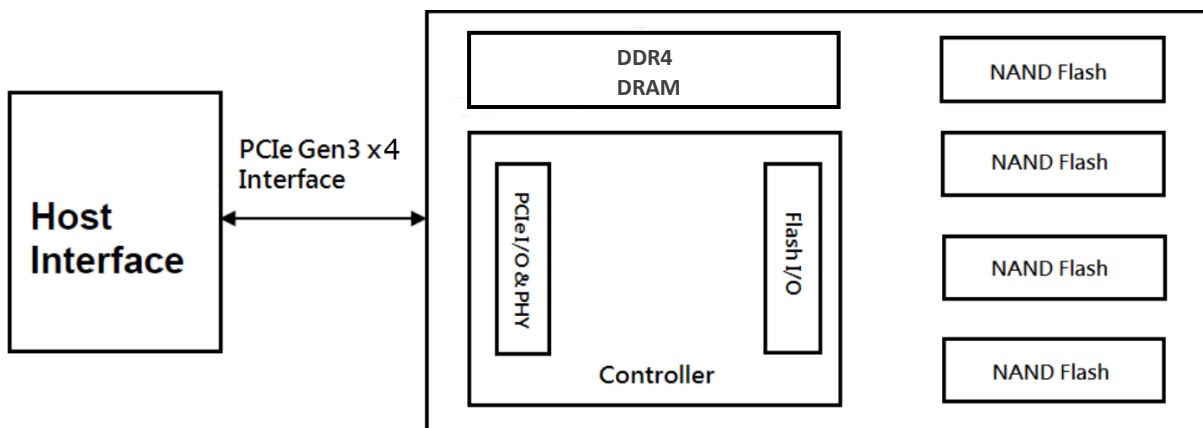 DDR4
DRAM
NAND Flash
PCIe Gen3 x4
Interface
NAND Flash
Host
Interface
PCIe I/O & PHY
Flash I/O
NAND Flash
Controller
NAND Flash